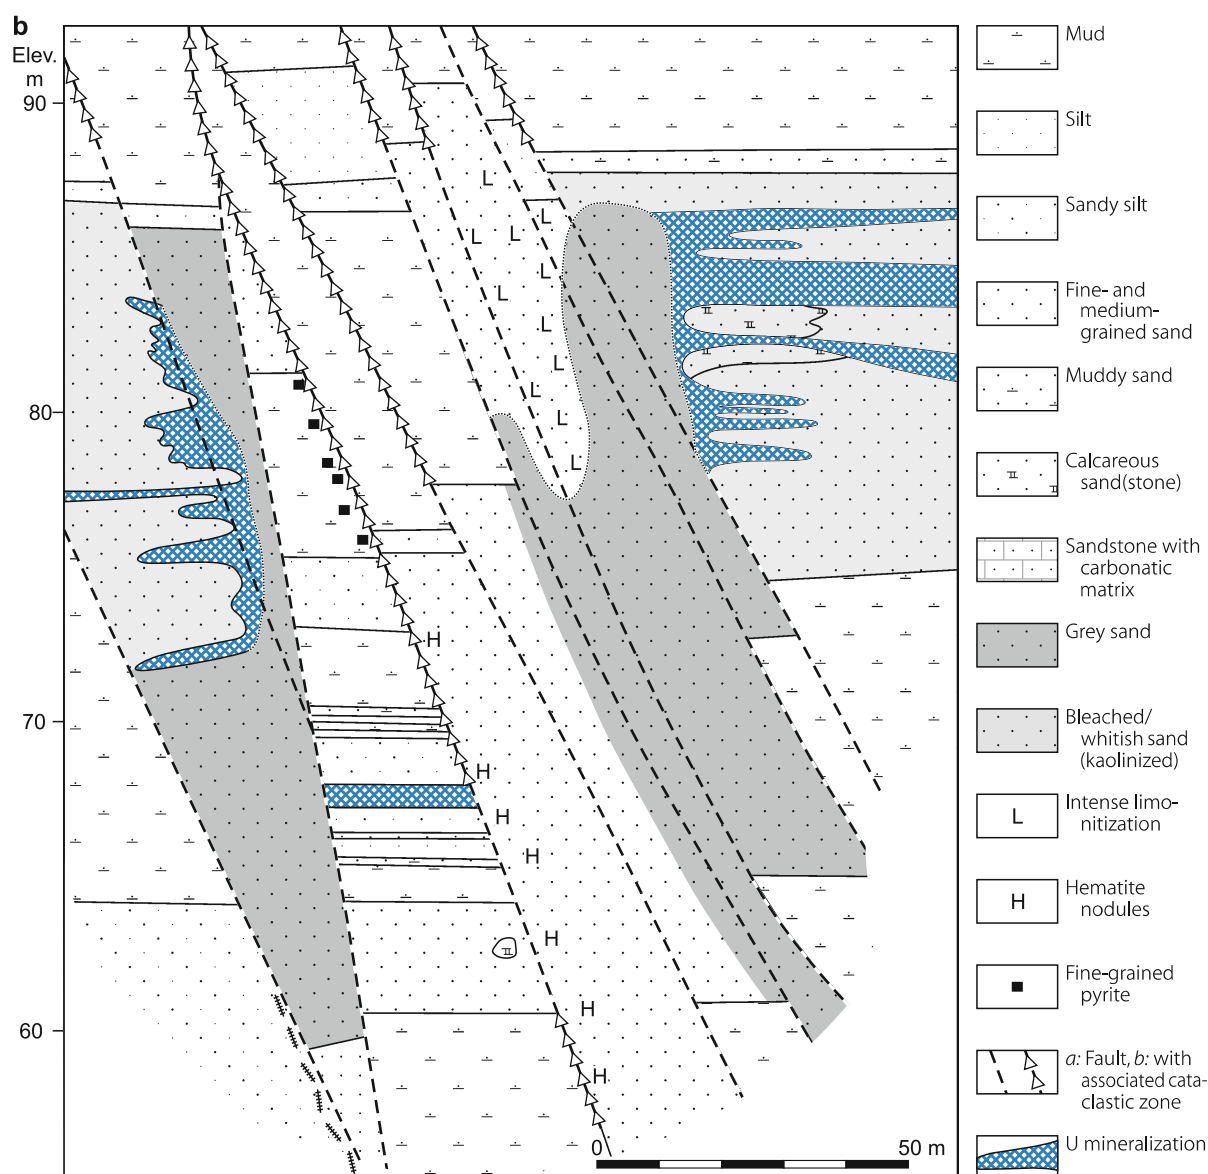 b
Elev.
m
90
80
70
60
L
L
L
L
L
L
L
L
L
L
L
L
H
H
H
H
H
H
H
0
50 m
Mud
Silt
Sandy silt
Fine- and
medium-
grained sand
Muddy sand
Calcareous
sand(stone)
Sandstone with
carbonatic
matrix
Grey sand
Bleached/
whitish sand
(kaolinized)
L
Intense limo-
nitization
H
Hematite
nodules
Fine-grained
pyrite
a: Fault, b: with
associated cata-
clastic zone
U mineralization